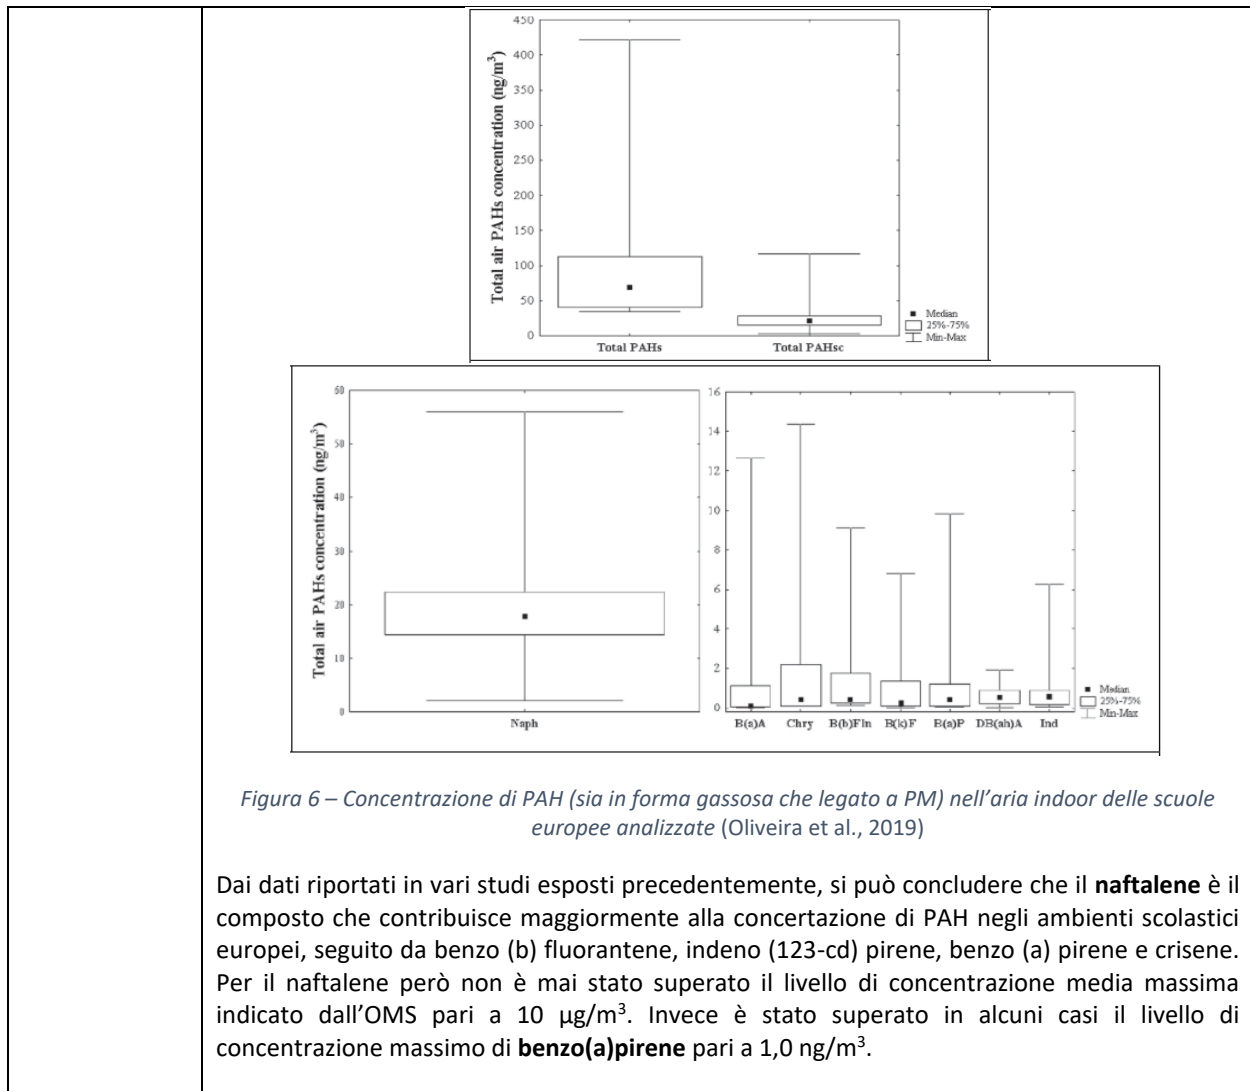 450
400
350
300
250
200
150
100
50
0
Total air PAHs concentration (ng/m³)
Total PAHs
Total PAHsc
Median
25%-75%
Min-Max
60
50
40
30
20
10
0
Total air PAHs concentration (ng/m³)
Naph
16
14
12
10
8
6
4
2
0
B(a)A Chry B(b)Fln B(k)F B(a)P DB(ah)A Ind
Median
25%-75%
Min-Max
Figura 6 – Concentrazione di PAH (sia in forma gassosa che legato a PM) nell’aria indoor delle scuole
europee analizzate (Oliveira et al., 2019)
Dai dati riportati in vari studi esposti precedentemente, si può concludere che il naftalene è il
composto che contribuisce maggiormente alla concertazione di PAH negli ambienti scolastici
europei, seguito da benzo (b) fluorantene, indeno (123-cd) pirene, benzo (a) pirene e crisene.
Per il naftalene però non è mai stato superato il livello di concentrazione media massima
indicato dall’OMS pari a 10 µg/m³. Invece è stato superato in alcuni casi il livello di
concentrazione massimo di benzo(a)pirene pari a 1,0 ng/m³.